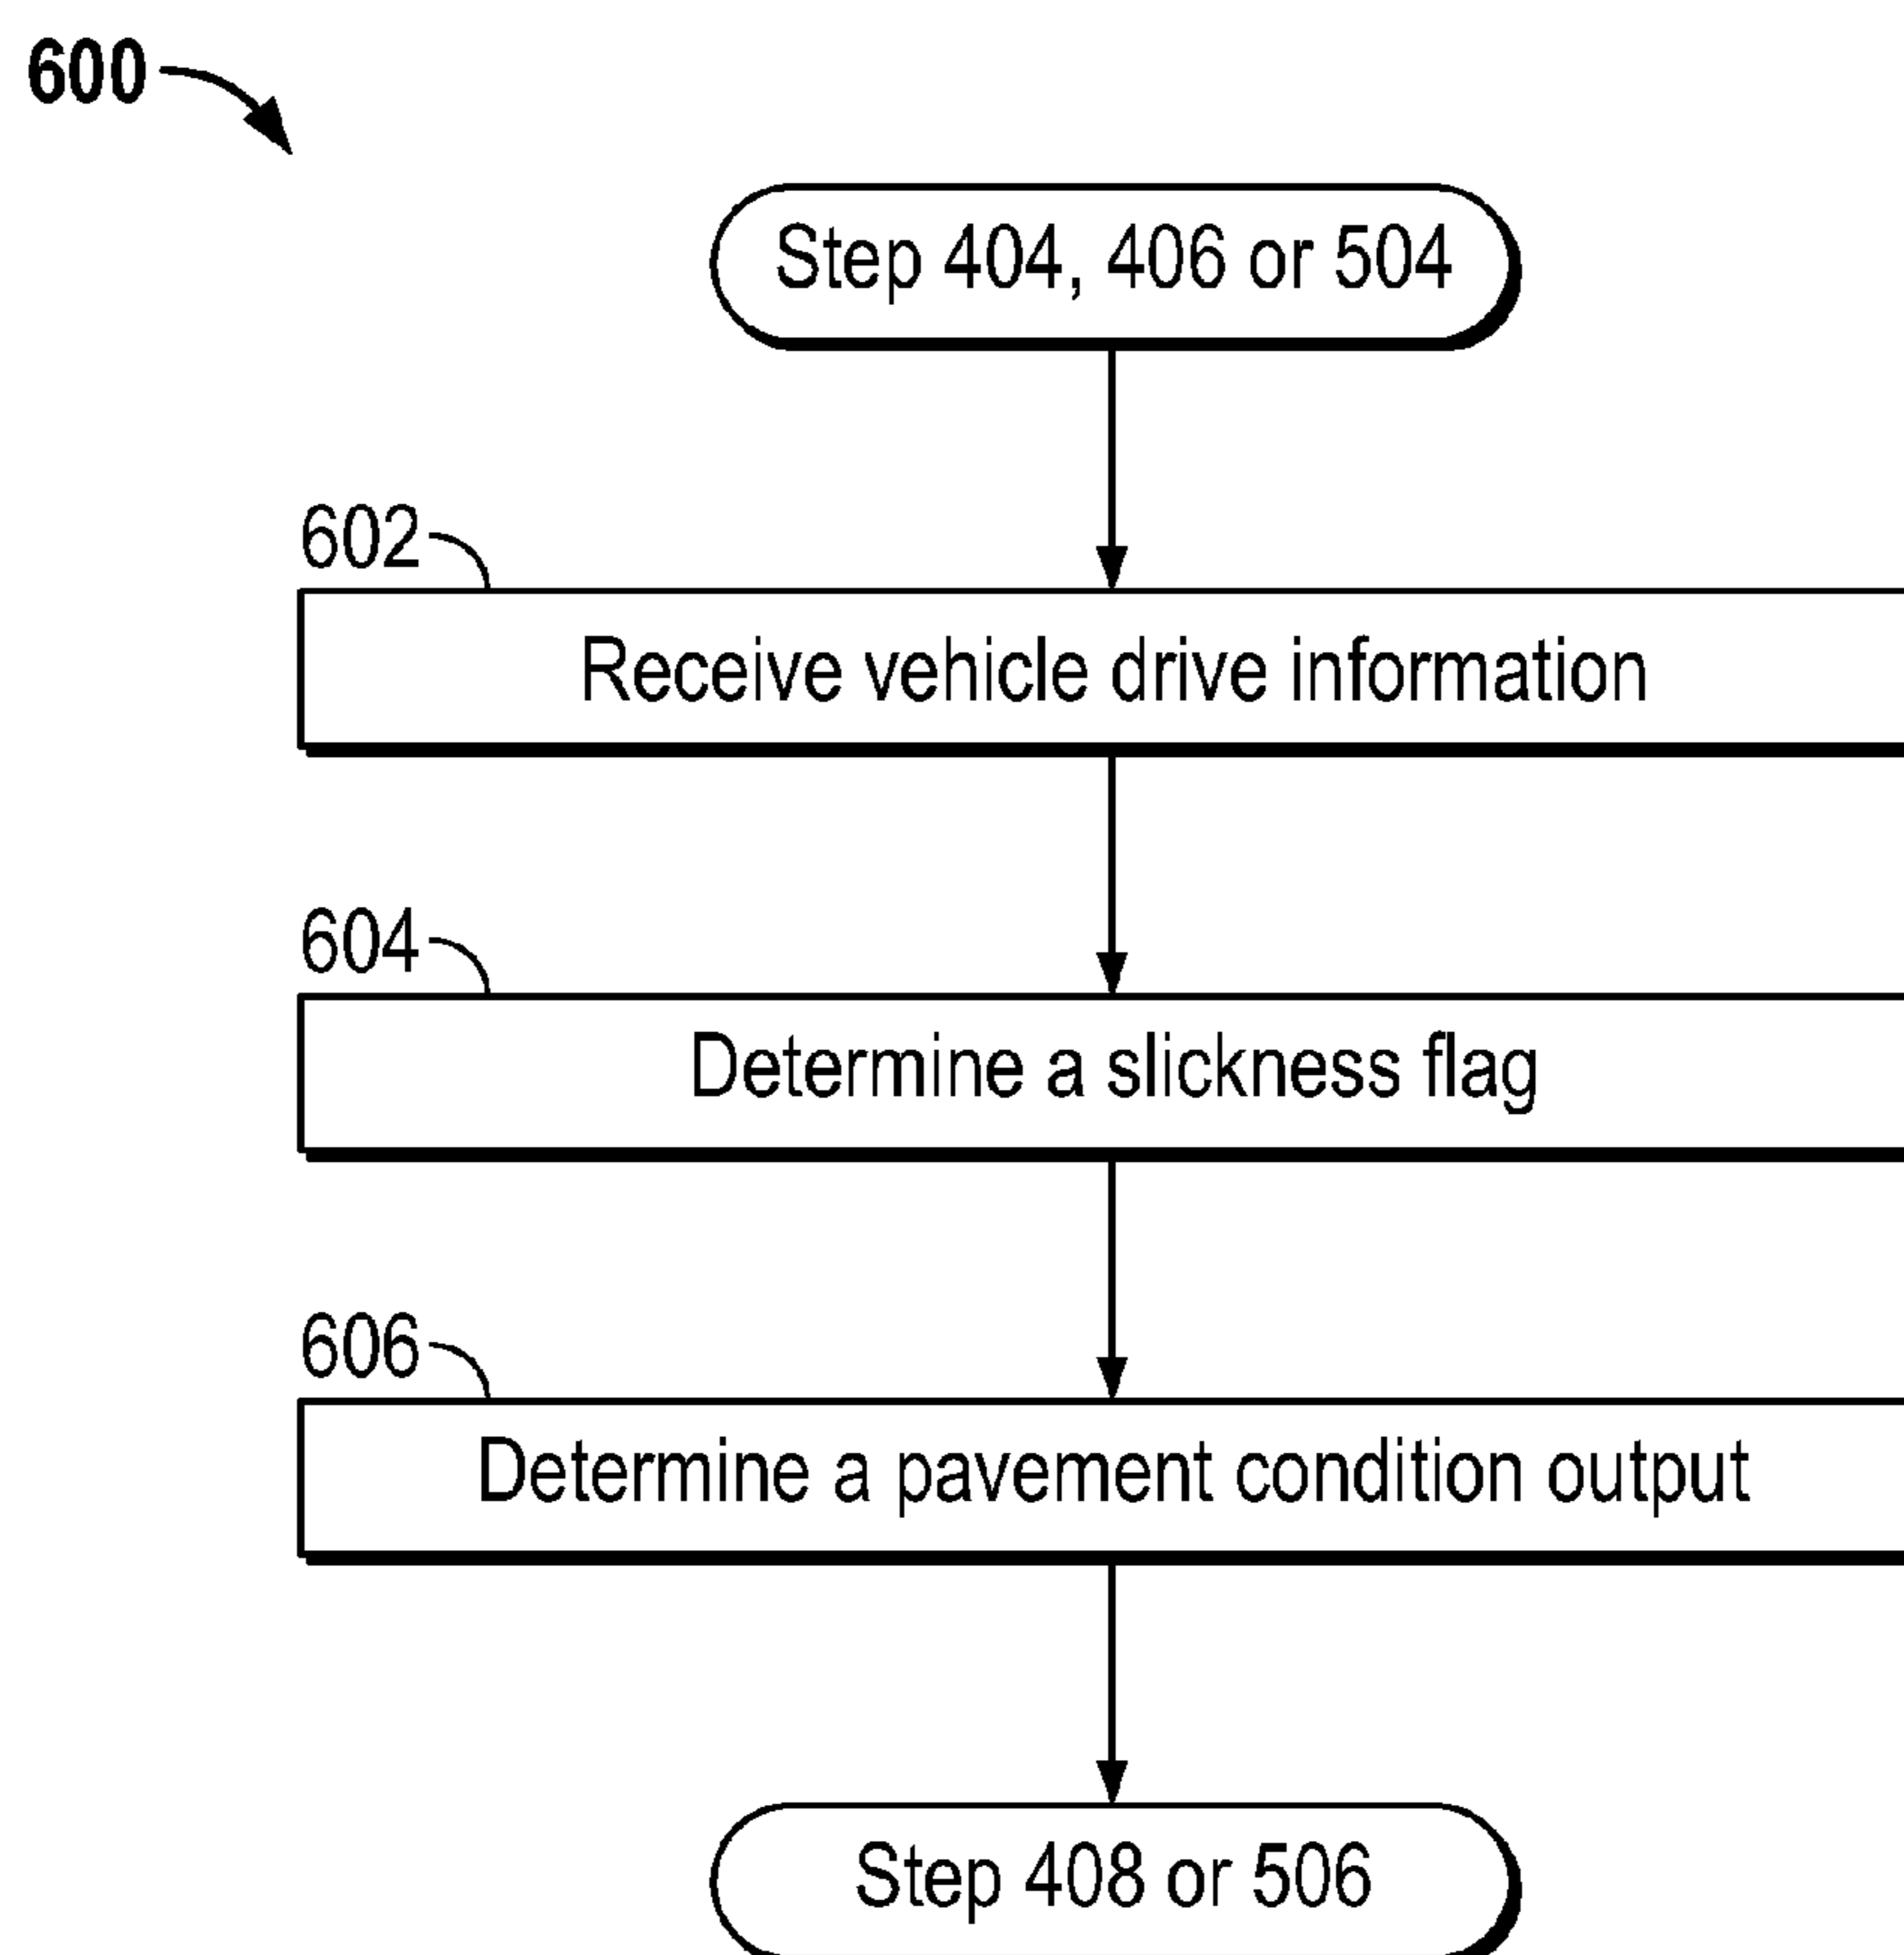 600
Step 404, 406 or 504
602
Receive vehicle drive information
604
Determine a slickness flag
606
Determine a pavement condition output
Step 408 or 506